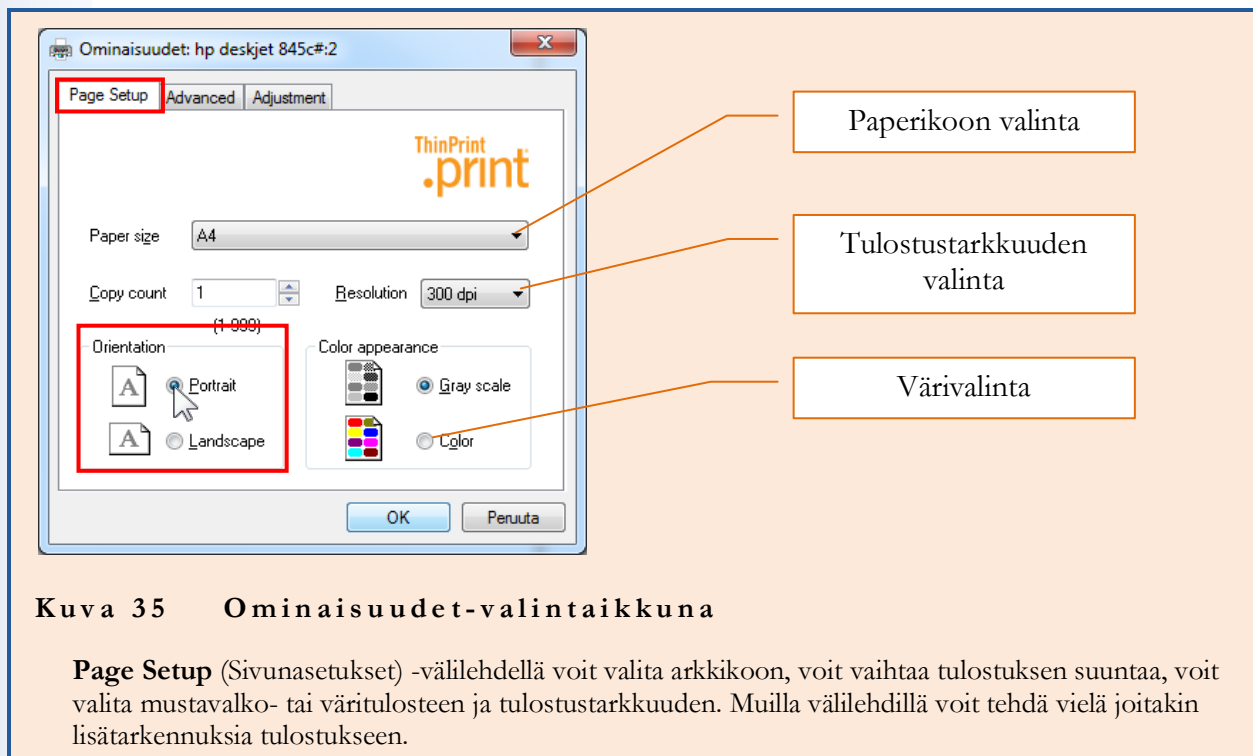 Ominaisuudet: hp deskjet 845c#:2
Page Setup Advanced Adjustment
ThinPrint
.print
Paperikoon valinta
Paper size A4
Tulostustarkkuuden
valinta
Copy count 1 Resolution 300 dpi
(1-999)
Orientation Color appearance
A Portrait Gray scale
Värivalinta
A Landscape Color
OK Peruuta
Kuva 35 Ominaisuudet-valintaikkuna
Page Setup (Sivunasetukset) -välilehdellä voit valita arkkikoon, voit vaihtaa tulostuksen suuntaa, voit
valita mustavalko- tai väritulosteen ja tulostustarkkuuden. Muilla välilehdillä voit tehdä vielä joitakin
lisätarkennuksia tulostukseen.